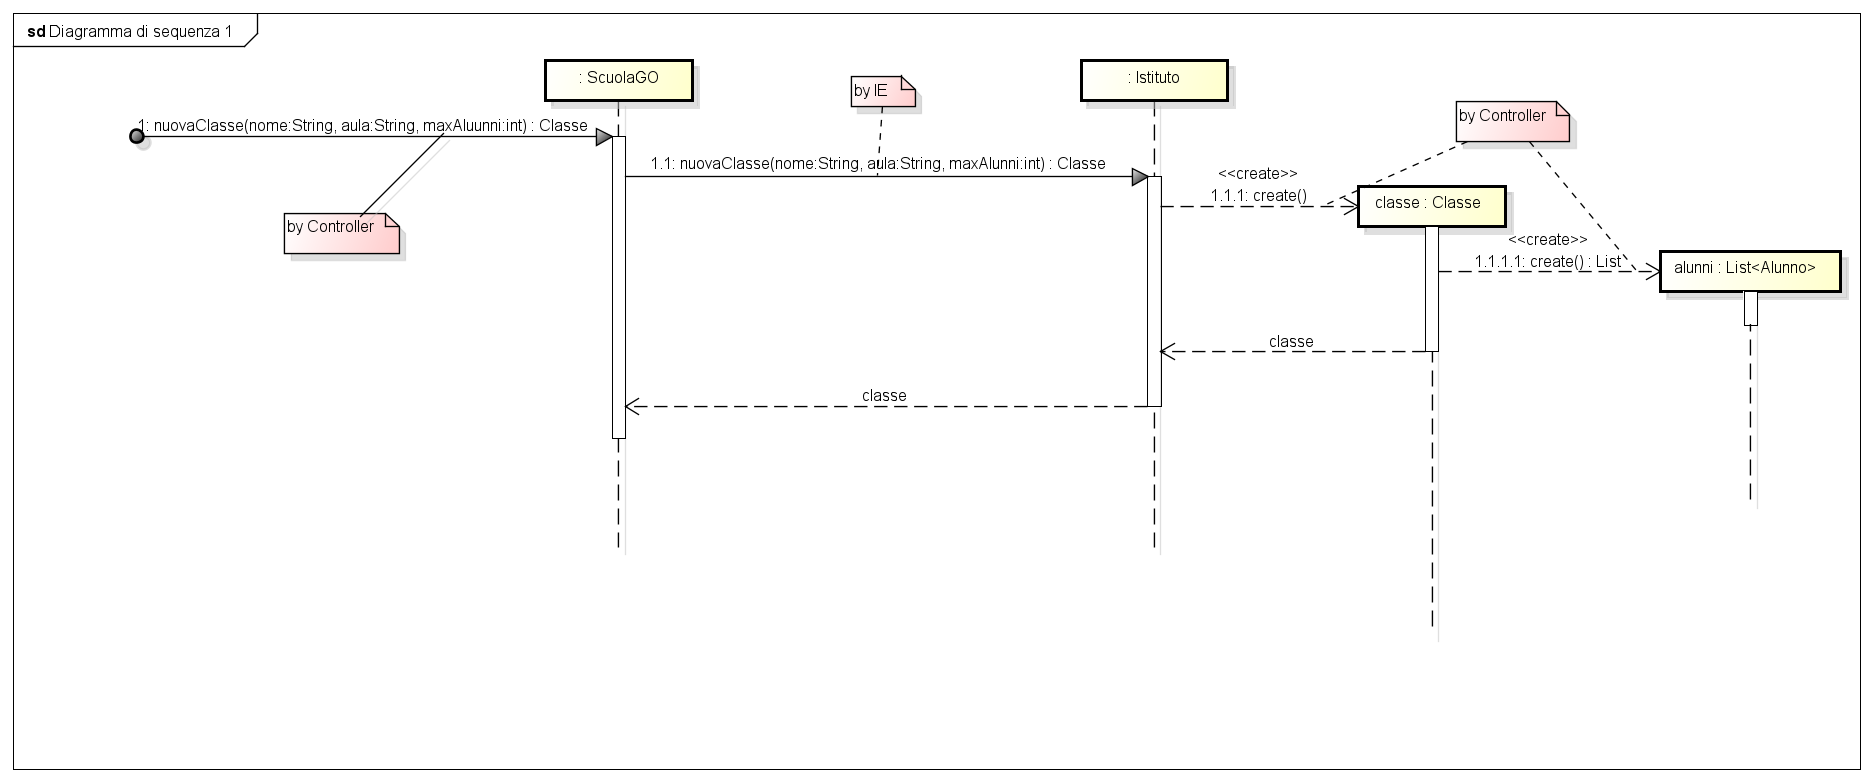 sd Diagramma di sequenza 1
: ScuolaGO
: Istituto
by IE
by Controller
1: nuovaClasse(nome:String, aula:String, maxAluunni:int) : Classe
1.1: nuovaClasse(nome:String, aula:String, maxAlunni:int) : Classe
<<create>>
1.1.1: create()
classe : Classe
by Controller
<<create>>
1.1.1.1: create() : List
alunni : List<Alunno>
classe
classe